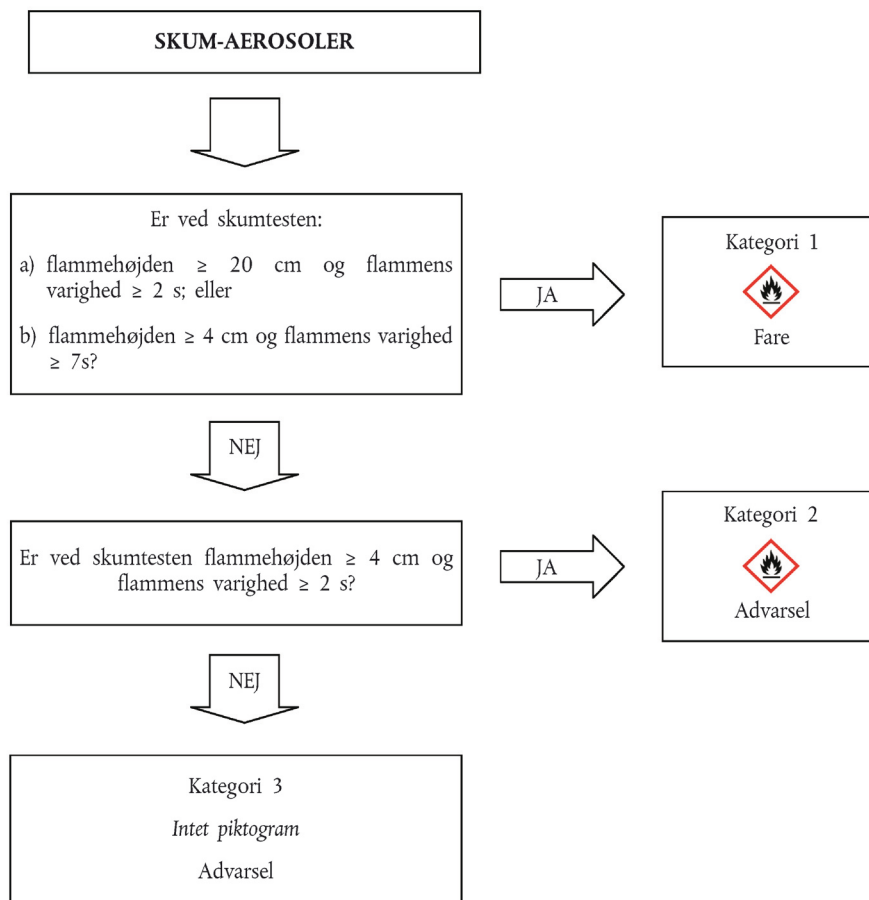 SKUM-AEROSOLER
Er ved skumtesten:
a) flammehøjden ≥ 20 cm og flammens
varighed ≥ 2 s; eller
b) flammehøjden ≥ 4 cm og flammens varighed
≥ 7s?
JA
Kategori 1
Fare
NEJ
Er ved skumtesten flammehøjden ≥ 4 cm og
flammens varighed ≥ 2 s?
JA
Kategori 2
Advarsel
NEJ
Kategori 3
Intet piktogram
Advarsel